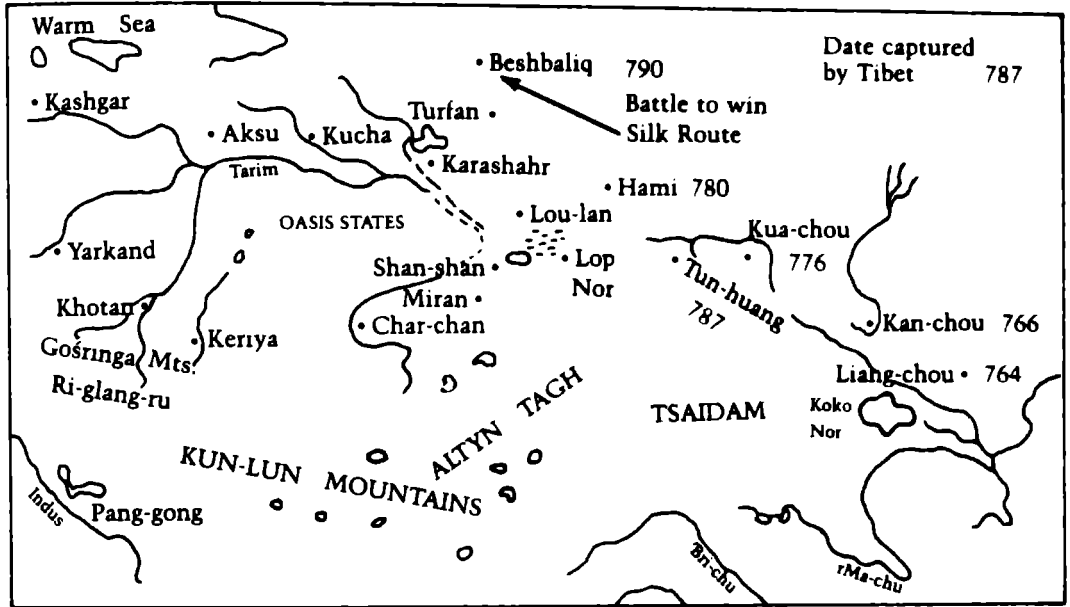 Warm Sea
Kashgar
Aksu
Kucha
Turfan
Beshbaliq 790
Battle to win
Silk Route
Date captured
by Tibet 787
Karashahr
Tarim
Hami 780
OASIS STATES
Lou-lan
Yarkand
Shan-shan
Lop
Nor
Kua-chou
776
Tun-huang
787
Khotan
Miran
Char-chan
Keriya
Kan-chou 766
Gośringa Mts.
Ri-glang-ru
Liang-chou 764
Koko
Nor
TSAIDAM
ALTYN TAGH
KUN-LUN MOUNTAINS
Indus
Pang-gong
'Bri-chu
rMa-chu